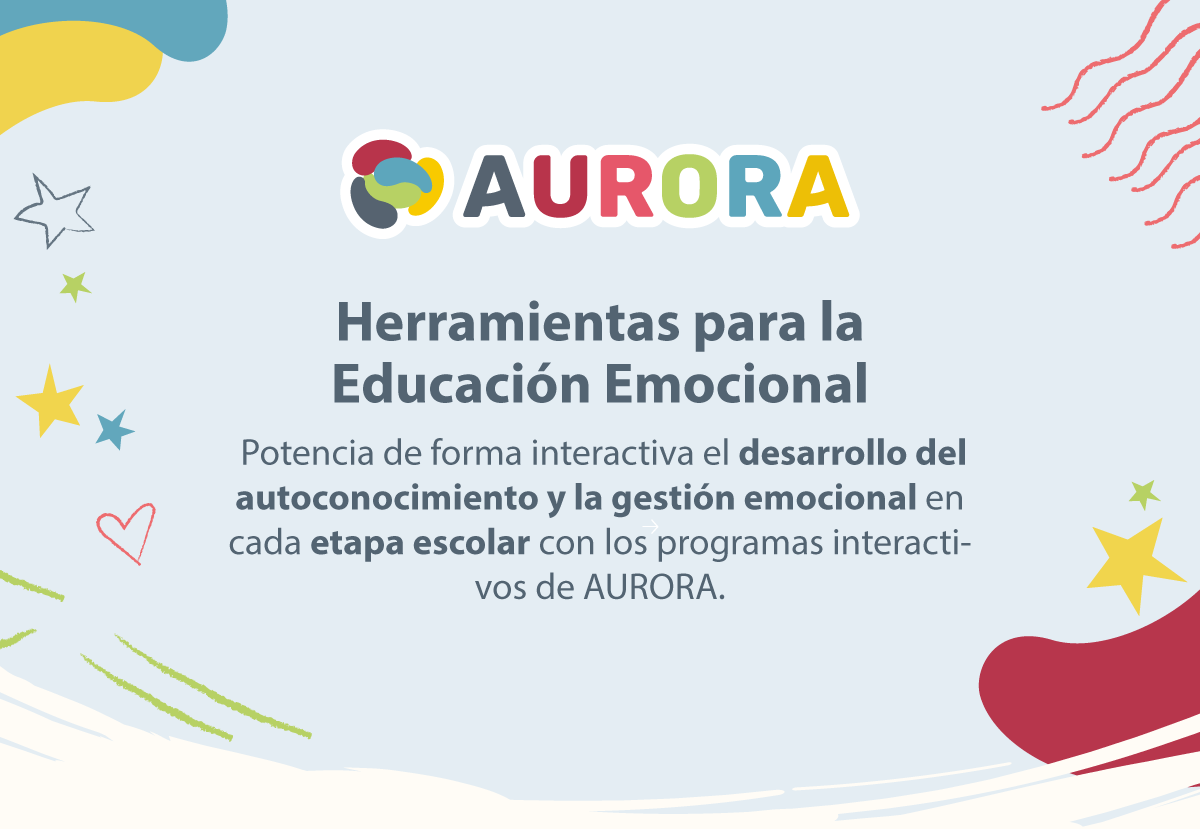 AURORA
Herramientas para la
Educación Emocional
Potencia de forma interactiva el desarrollo del
autoconocimiento y la gestión emocional en
cada etapa escolar con los programas interacti-
vos de AURORA.